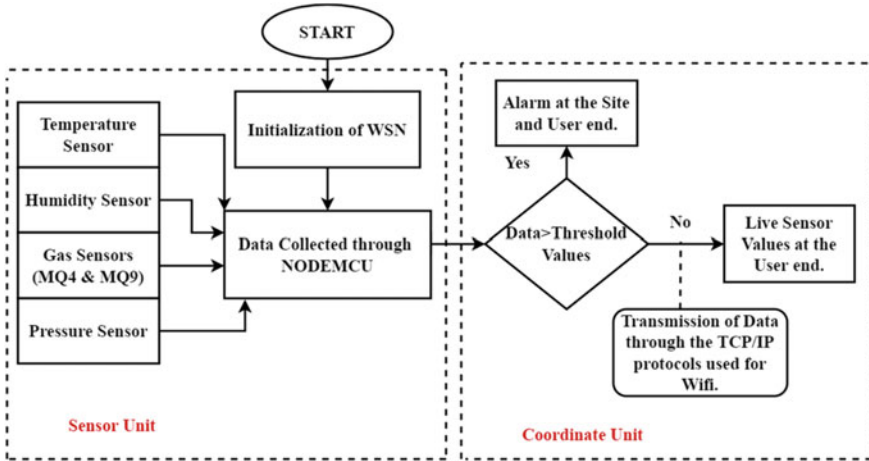 START
Temperature
Sensor
Humidity Sensor
Gas Sensors
(MQ4 & MQ9)
Pressure Sensor
Initialization of WSN
Data Collected through
NODEMCU
Sensor Unit
Alarm at the Site
and User end.
Yes
Data>Threshold
Values
No
Live Sensor
Values at the
User end.
Transmission of Data
through the TCP/IP
protocols used for
Wifi.
Coordinate Unit